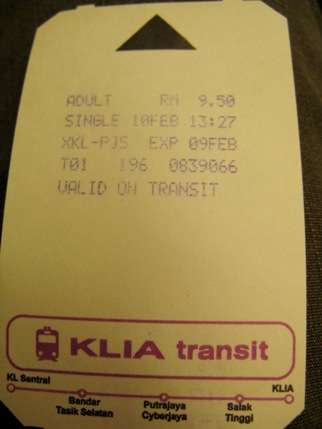 ADULT RM 9.50
SINGLE 10FEB 13:27
XKL-PJS EXP 09FEB
T01 196 0839066
VALID ON TRANSIT
KLIA transit
KL Sentral
Bandar Tasik Selatan
Putrajaya Cyberjaya
Salak Tinggi
KLIA